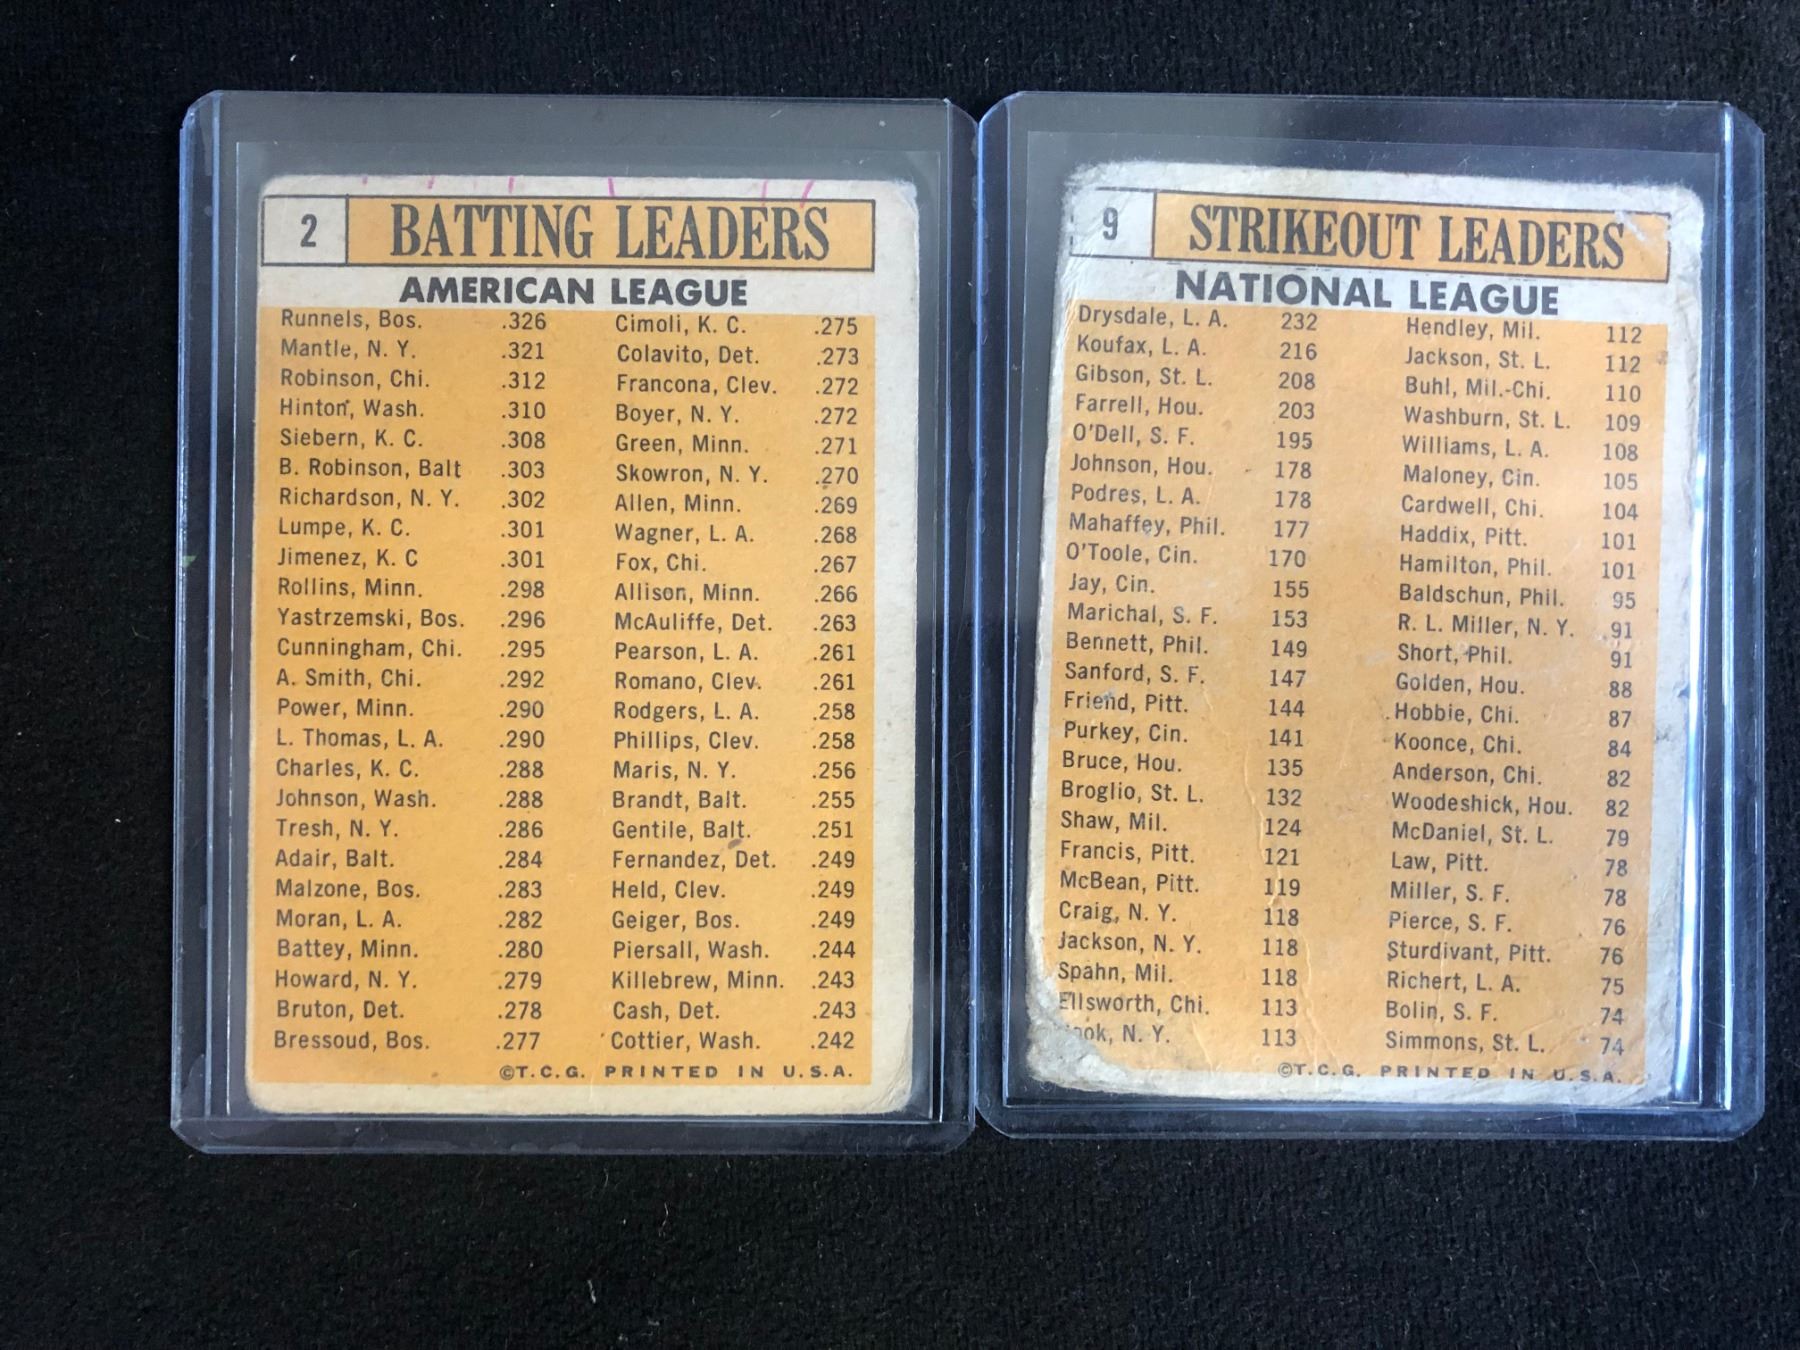 2 BATTING LEADERS
AMERICAN LEAGUE
Runnels, Bos. .326 Cimoli, K. C. .275
Mantle, N. Y. .321 Colavito, Det. .273
Robinson, Chi. .312 Francona, Clev. .272
Hinton, Wash. .310 Boyer, N. Y. .272
Siebern, K. C. .308 Green, Minn. .271
B. Robinson, Balt .303 Skowron, N. Y. .270
Richardson, N. Y. .302 Allen, Minn. .269
Lumpe, K. C. .301 Wagner, L. A. .268
Jimenez, K. C .301 Fox, Chi. .267
Rollins, Minn. .298 Allison, Minn. .266
Yastrzemski, Bos. .296 McAuliffe, Det. .263
Cunningham, Chi. .295 Pearson, L. A. .261
A. Smith, Chi. .292 Romano, Clev. .261
Power, Minn. .290 Rodgers, L. A. .258
L. Thomas, L. A. .290 Phillips, Clev. .258
Charles, K. C. .288 Maris, N. Y. .256
Johnson, Wash. .288 Brandt, Balt. .255
Tresh, N. Y. .286 Gentile, Balt. .251
Adair, Balt. .284 Fernandez, Det. .249
Malzone, Bos. .283 Held, Clev. .249
Moran, L. A. .282 Geiger, Bos. .249
Battey, Minn. .280 Piersall, Wash. .244
Howard, N. Y. .279 Killebrew, Minn. .243
Bruton, Det. .278 Cash, Det. .243
Bressoud, Bos. .277 Cottier, Wash. .242
©T.C.G. PRINTED IN U.S.A.
9 STRIKEOUT LEADERS
NATIONAL LEAGUE
Drysdale, L. A. 232 Hendley, Mil. 112
Koufax, L. A. 216 Jackson, St. L. 112
Gibson, St. L. 208 Buhl, Mil.-Chi. 110
Farrell, Hou. 203 Washburn, St. L. 109
O'Dell, S. F. 195 Williams, L. A. 108
Johnson, Hou. 178 Maloney, Cin. 105
Podres, L. A. 178 Cardwell, Chi. 104
Mahaffey, Phil. 177 Haddix, Pitt. 101
O'Toole, Cin. 170 Hamilton, Phil. 101
Jay, Cin. 155 Baldschun, Phil. 95
Marichal, S. F. 153 R. L. Miller, N. Y. 91
Bennett, Phil. 149 Short, Phil. 91
Sanford, S. F. 147 Golden, Hou. 88
Friend, Pitt. 144 Hobbie, Chi. 87
Purkey, Cin. 141 Koonce, Chi. 84
Bruce, Hou. 135 Anderson, Chi. 82
Broglio, St. L. 132 Woodeshick, Hou. 82
Shaw, Mil. 124 McDaniel, St. L. 79
Francis, Pitt. 121 Law, Pitt. 78
McBean, Pitt. 119 Miller, S. F. 78
Craig, N. Y. 118 Pierce, S. F. 76
Jackson, N. Y. 118 Sturdivant, Pitt. 76
Spahn, Mil. 118 Richert, L. A. 75
Ellsworth, Chi. 113 Bolin, S. F. 74
N. Y. 113 Simmons, St. L. 74
©T.C.G. PRINTED IN U.S.A.